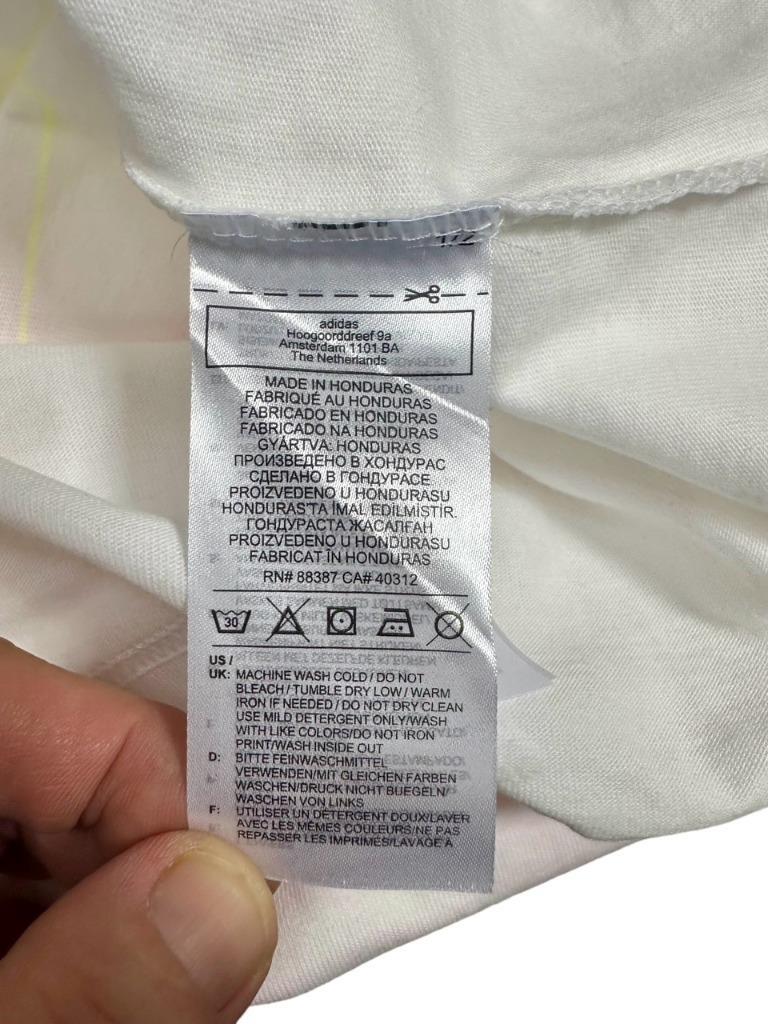 1/2
adidas
Hoogoorddreef 9a
Amsterdam 1101 BA
The Netherlands
MADE IN HONDURAS
FABRIQUÉ AU HONDURAS
FABRICADO EN HONDURAS
FABRICADO NA HONDURAS
GYÁRTVA: HONDURAS
ПРОИЗВЕДЕНО В ХОНДУРАС
СДЕЛАНО В ГОНДУРАСЕ
PROIZVEDENO U HONDURASU
HONDURAS'TA İMAL EDİLMİSTİR.
ГОНДУРАСТА ЖАСАЛҒАН
PROIZVEDENO U HONDURASU
FABRICAT ÎN HONDURAS
RN# 88387 CA# 40312
30
US /
UK: MACHINE WASH COLD / DO NOT
BLEACH / TUMBLE DRY LOW / WARM
IRON IF NEEDED / DO NOT DRY CLEAN
USE MILD DETERGENT ONLY/WASH
WITH LIKE COLORS/DO NOT IRON
PRINT/WASH INSIDE OUT
D: BITTE FEINWASCHMITTEL
VERWENDEN/MIT GLEICHEN FARBEN
WASCHEN/DRUCK NICHT BUEGELN/
WASCHEN VON LINKS
F: UTILISER UN DÉTERGENT DOUX/LAVER
AVEC LES MÊMES COULEURS/NE PAS
REPASSER LES IMPRIMÉS/LAVAGE A